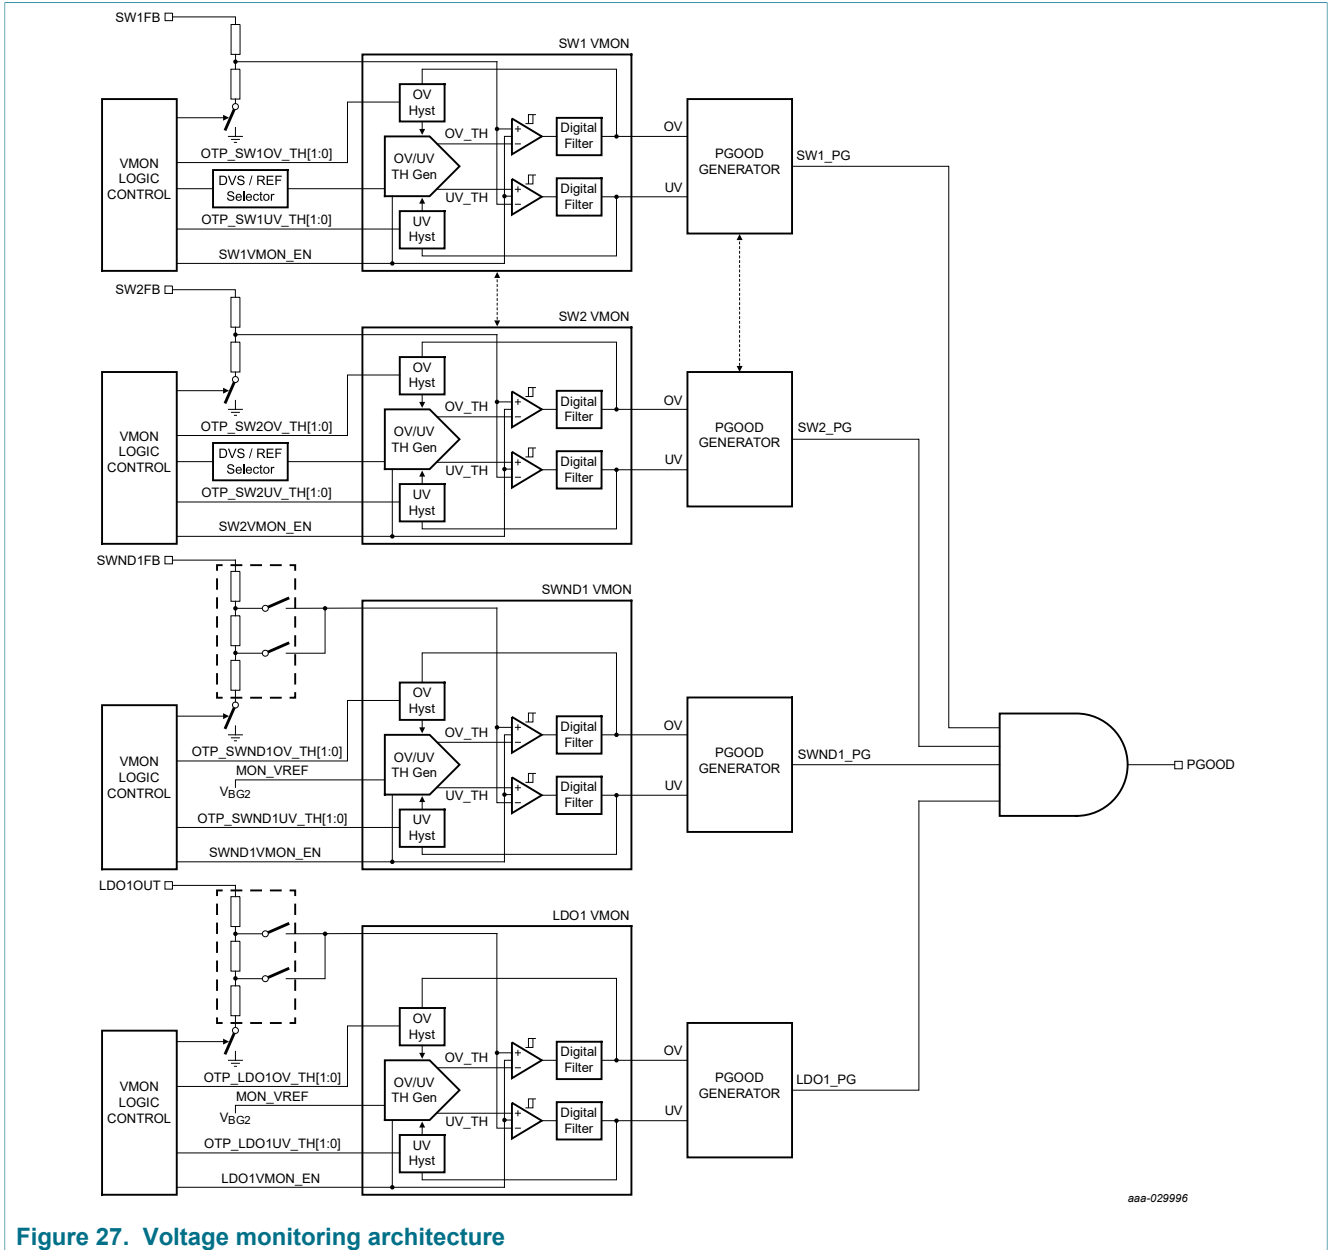 SW1FB
SW1 VMON
OV
Hyst
OV_TH
Digital
Filter
OV
VMON
LOGIC
CONTROL
OTP_SW1OV_TH[1:0]
DVS / REF
Selector
OV/UV
TH Gen
PGOOD
GENERATOR
SW1_PG
UV_TH
Digital
Filter
UV
OTP_SW1UV_TH[1:0]
UV
Hyst
SW1VMON_EN
SW2FB
SW2 VMON
OV
Hyst
OV_TH
Digital
Filter
OV
VMON
LOGIC
CONTROL
OTP_SW2OV_TH[1:0]
DVS / REF
Selector
OV/UV
TH Gen
PGOOD
GENERATOR
SW2_PG
UV_TH
Digital
Filter
UV
OTP_SW2UV_TH[1:0]
UV
Hyst
SW2VMON_EN
SWND1FB
SWND1 VMON
OV
Hyst
OV_TH
Digital
Filter
OV
VMON
LOGIC
CONTROL
OTP_SWND1OV_TH[1:0]
MON_VREF
VBG2
OV/UV
TH Gen
PGOOD
GENERATOR
SWND1_PG
PGOOD
UV_TH
Digital
Filter
UV
OTP_SWND1UV_TH[1:0]
UV
Hyst
SWND1VMON_EN
LDO1OUT
LDO1 VMON
OV
Hyst
OV_TH
Digital
Filter
OV
VMON
LOGIC
CONTROL
OTP_LDO1OV_TH[1:0]
MON_VREF
VBG2
OV/UV
TH Gen
PGOOD
GENERATOR
LDO1_PG
UV_TH
Digital
Filter
UV
OTP_LDO1UV_TH[1:0]
UV
Hyst
LDO1VMON_EN
aaa-029996
Figure 27. Voltage monitoring architecture